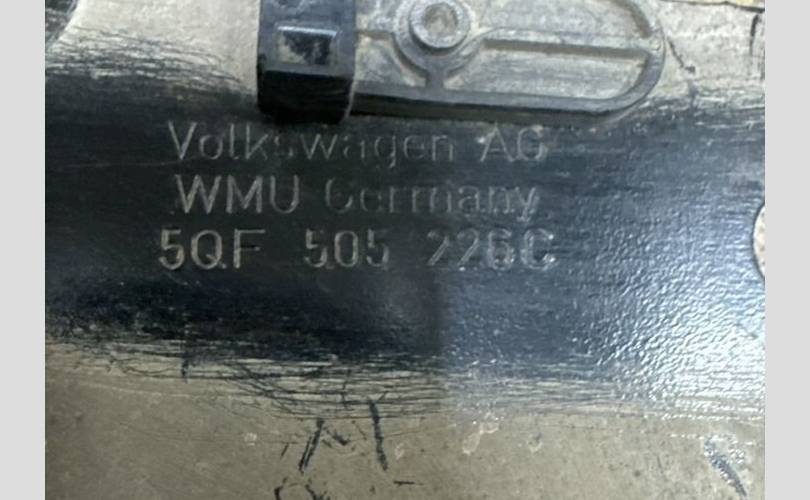 Volkswagen AG
WMU Germany
5QF 505 226C